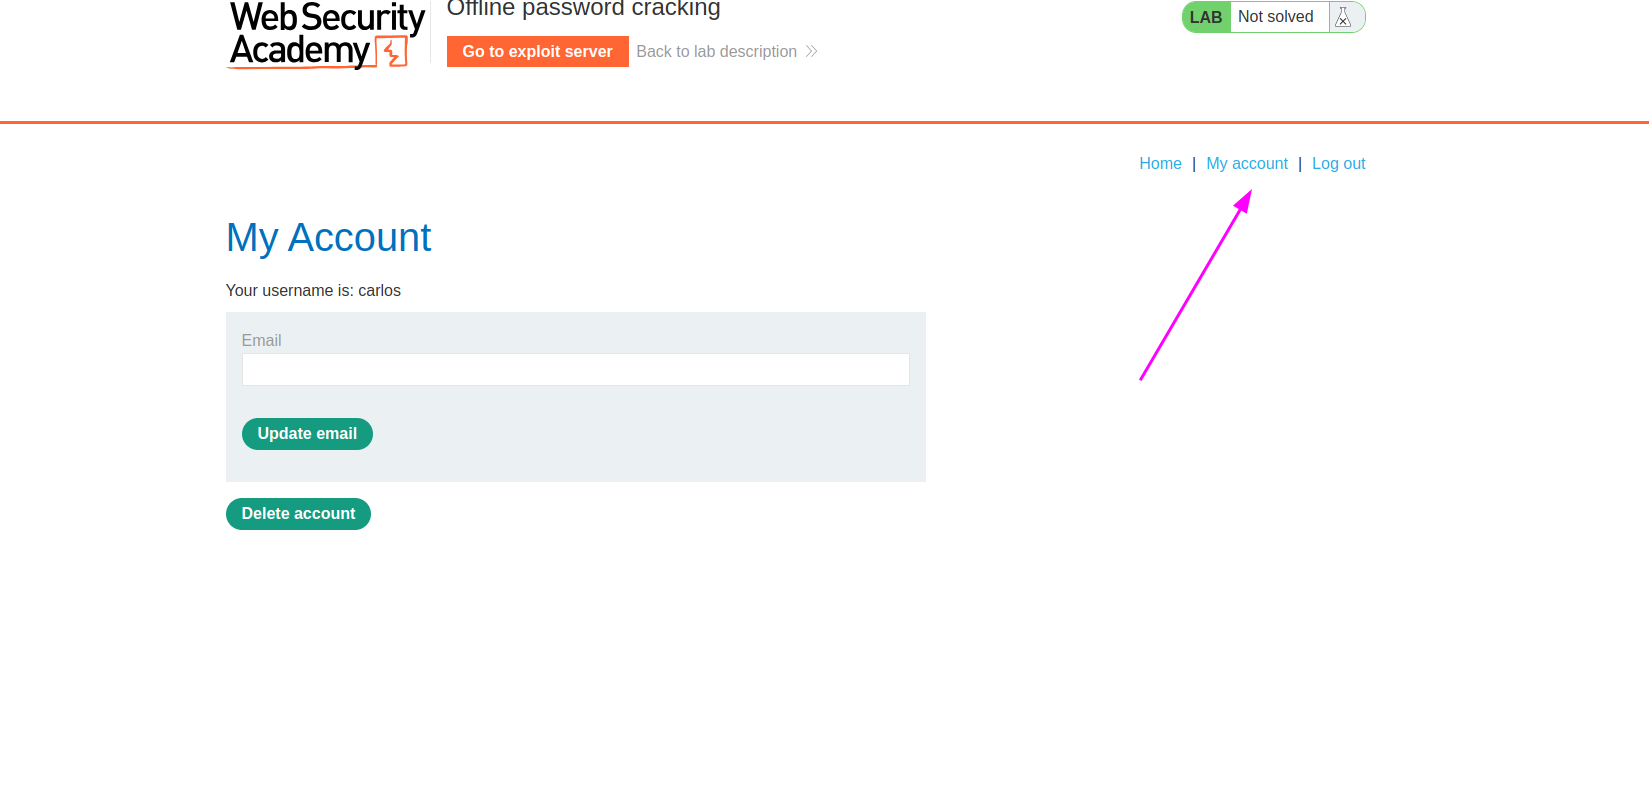 Web Security
Academy
Offline password cracking
Go to exploit server
Back to lab description
LAB
Not solved
Home | My account | Log out
My Account
Your username is: carlos
Email
Update email
Delete account